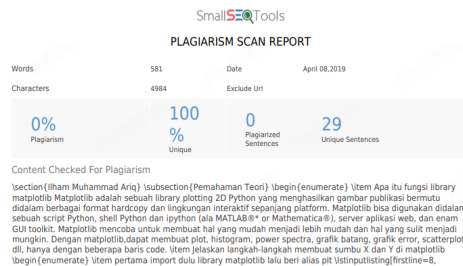 SmallSEOTools
PLAGIARISM SCAN REPORT
Words 581 Date April 08,2019
Characters 4984 Exclude Url
0%
Plagiarism
100
%
Unique
0
Plagiarized
Sentences
29
Unique Sentences
Content Checked For Plagiarism
\section{Ilham Muhammad Ariq} \subsection{Pemahaman Teori} \begin{enumerate} \item Apa itu fungsi library
matplotlib Matplotlib adalah sebuah library plotting 2D Python yang menghasilkan gambar publikasi bermutu
didalam berbagai format hardcopy dan lingkungan interaktif sepanjang platform. Matplotlib bisa digunakan didalam
sebuah script Python, shell Python dan ipython (ala MATLAB®* or Mathematica®), server aplikasi web, dan enam
GUI toolkit. Matplotlib mencoba untuk membuat hal yang mudah menjadi lebih mudah dan hal yang sulit menjadi
mungkin. Dengan matplotlib,dapat membuat plot, histogram, power spectra, grafik batang, grafik error, scatterplot
dll, hanya dengan beberapa baris code. \item Jelaskan langkah-langkah membuat sumbu X dan Y di matplotlib
\begin{enumerate} \item pertama import dulu library matplotlib lalu beri alias plt \lstinputlisting[firstline=8,